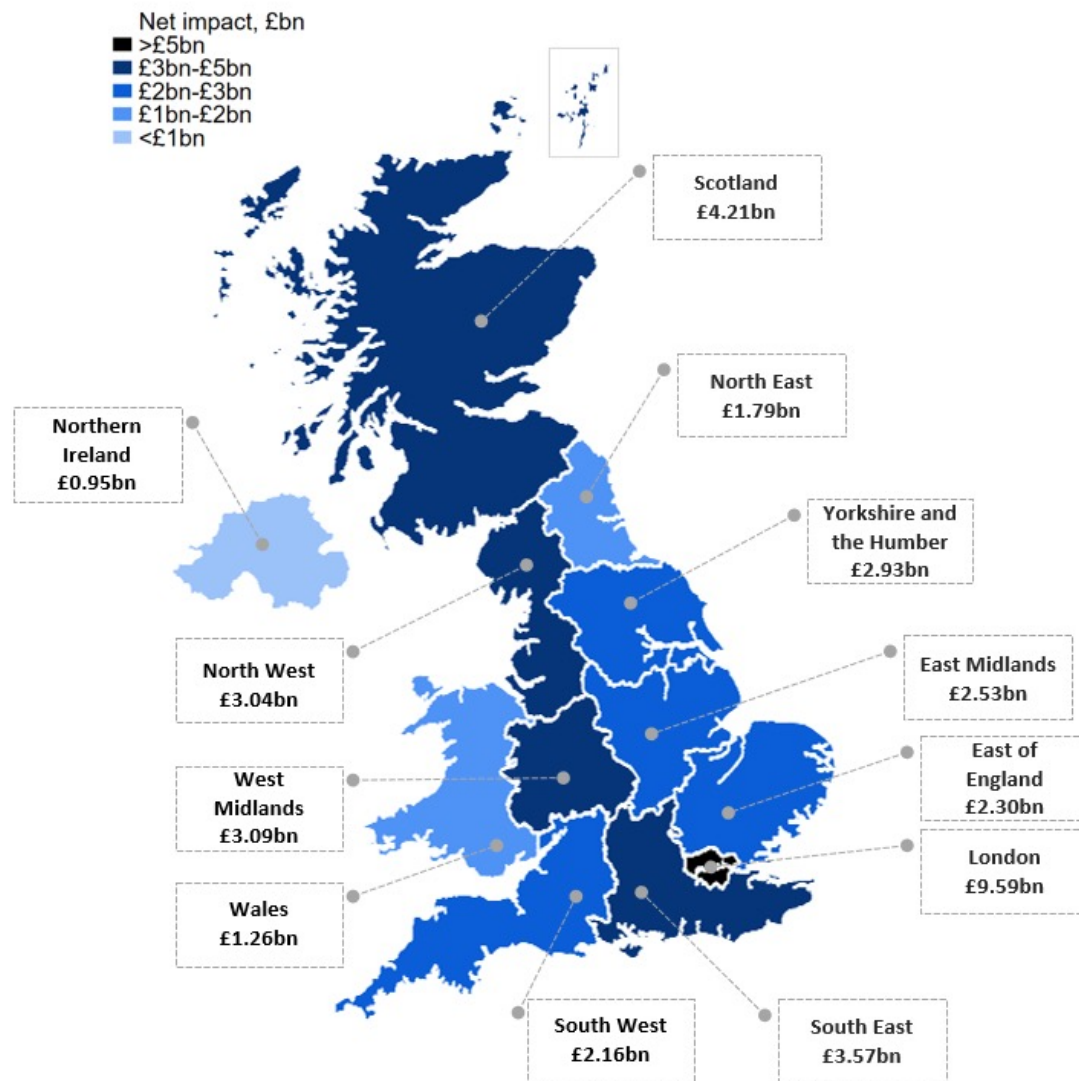 Net impact, £bn
>£5bn
£3bn-£5bn
£2bn-£3bn
£1bn-£2bn
<£1bn
Scotland
£4.21bn
North East
£1.79bn
Northern
Ireland
£0.95bn
Yorkshire and
the Humber
£2.93bn
North West
£3.04bn
East Midlands
£2.53bn
West
Midlands
£3.09bn
East of
England
£2.30bn
London
£9.59bn
Wales
£1.26bn
South West
£2.16bn
South East
£3.57bn